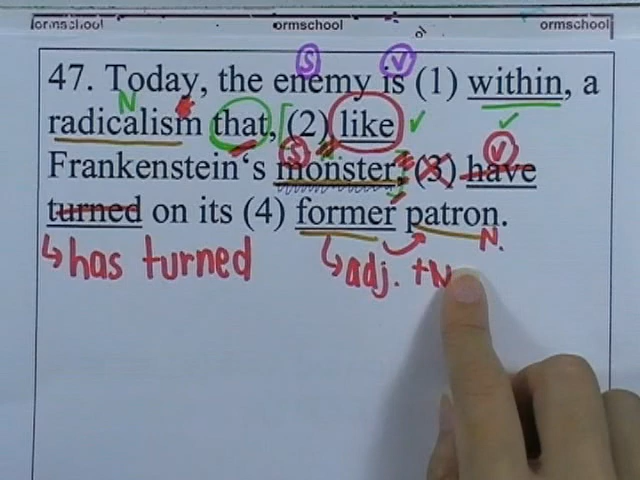 ormschool ormschool ormschool
S V
47. Today, the enemy is (1) within, a
N
radicalism that, (2) like
S V
Frankenstein‘s monster, (3) have
turned on its (4) former patron.
N.
↳has turned ↳adj. +N